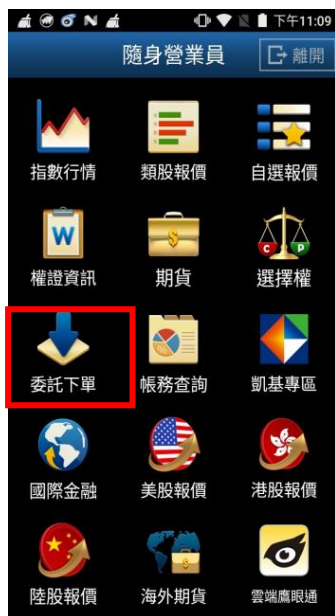 下午11:09
隨身營業員 離開
指數行情 類股報價 自選報價
W $ C P
權證資訊 期貨 選擇權
委託下單 帳務查詢 凱基專區
國際金融 美股報價 港股報價
陸股報價 海外期貨 雲端鷹眼通